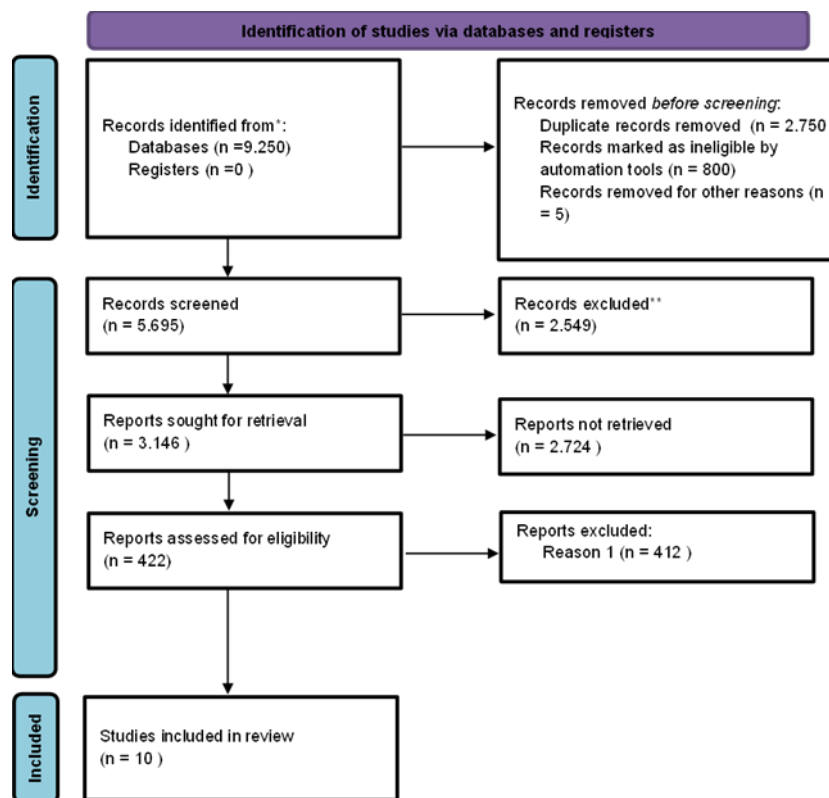 Identification of studies via databases and registers
Identification
Records identified from*:
Databases (n =9.250)
Registers (n =0 )
Records removed before screening:
Duplicate records removed (n = 2.750
Records marked as ineligible by
automation tools (n = 800)
Records removed for other reasons (n
= 5)
Screening
Records screened
(n = 5.695)
Records excluded**
(n = 2.549)
Reports sought for retrieval
(n = 3.146 )
Reports not retrieved
(n = 2.724 )
Reports assessed for eligibility
(n = 422)
Reports excluded:
Reason 1 (n = 412 )
Included
Studies included in review
(n = 10 )